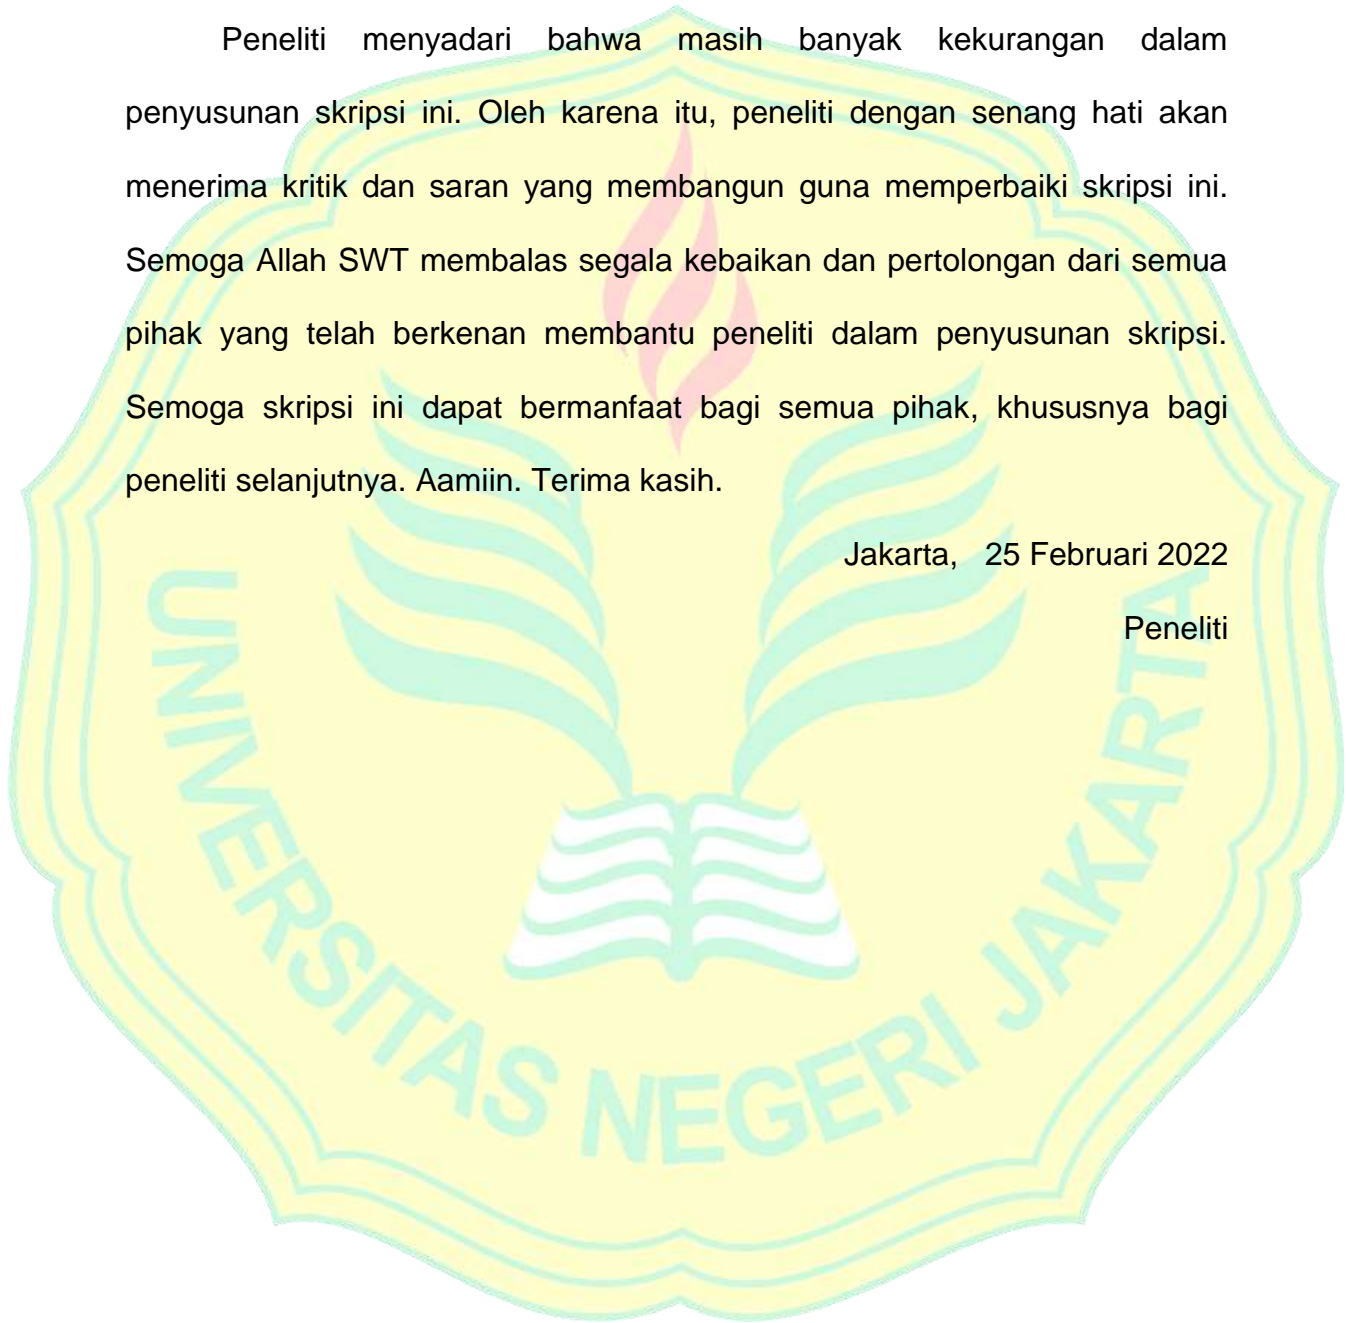 Peneliti menyadari bahwa masih banyak kekurangan dalam
penyusunan skripsi ini. Oleh karena itu, peneliti dengan senang hati akan
menerima kritik dan saran yang membangun guna memperbaiki skripsi ini.
Semoga Allah SWT membalas segala kebaikan dan pertolongan dari semua
pihak yang telah berkenan membantu peneliti dalam penyusunan skripsi.
Semoga skripsi ini dapat bermanfaat bagi semua pihak, khususnya bagi
peneliti selanjutnya. Aamiin. Terima kasih.
Jakarta, 25 Februari 2022
Peneliti
UNIVERSITAS NEGERI JAKARTA